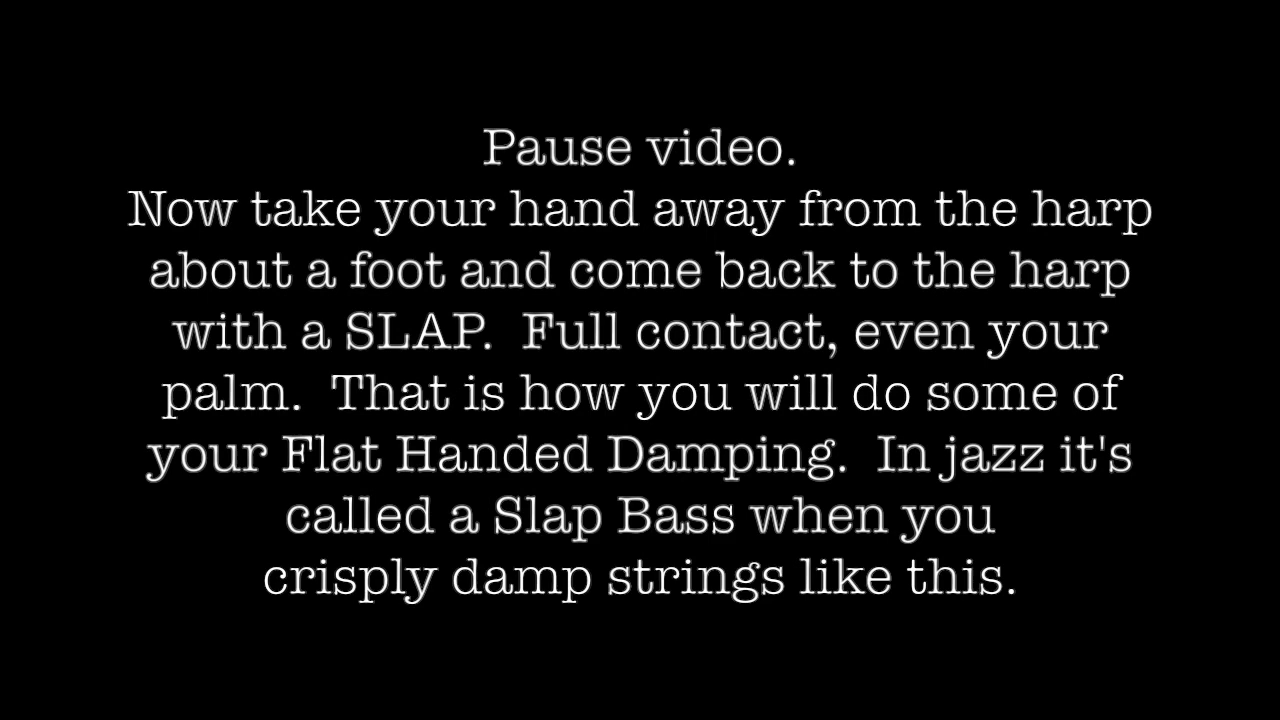 Pause video.
Now take your hand away from the harp
about a foot and come back to the harp
with a SLAP.  Full contact, even your
palm.  That is how you will do some of
your Flat Handed Damping.  In jazz it's
called a Slap Bass when you
crisply damp strings like this.